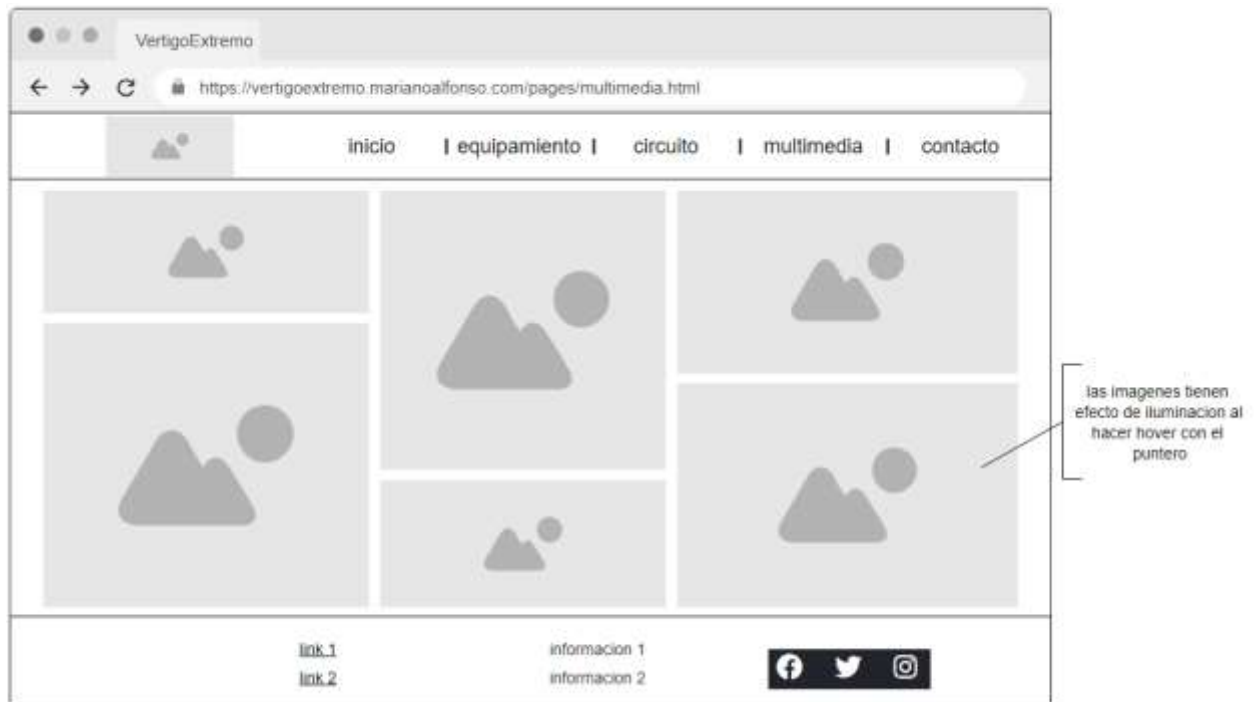 VertigoExtremo
https://vertigoextremo.marianoalfonso.com/pages/multimedia.html
inicio | equipamiento | circuito | multimedia | contacto
las imagenes tienen
efecto de iluminacion al
hacer hover con el
puntero
link 1 informacion 1
link 2 informacion 2